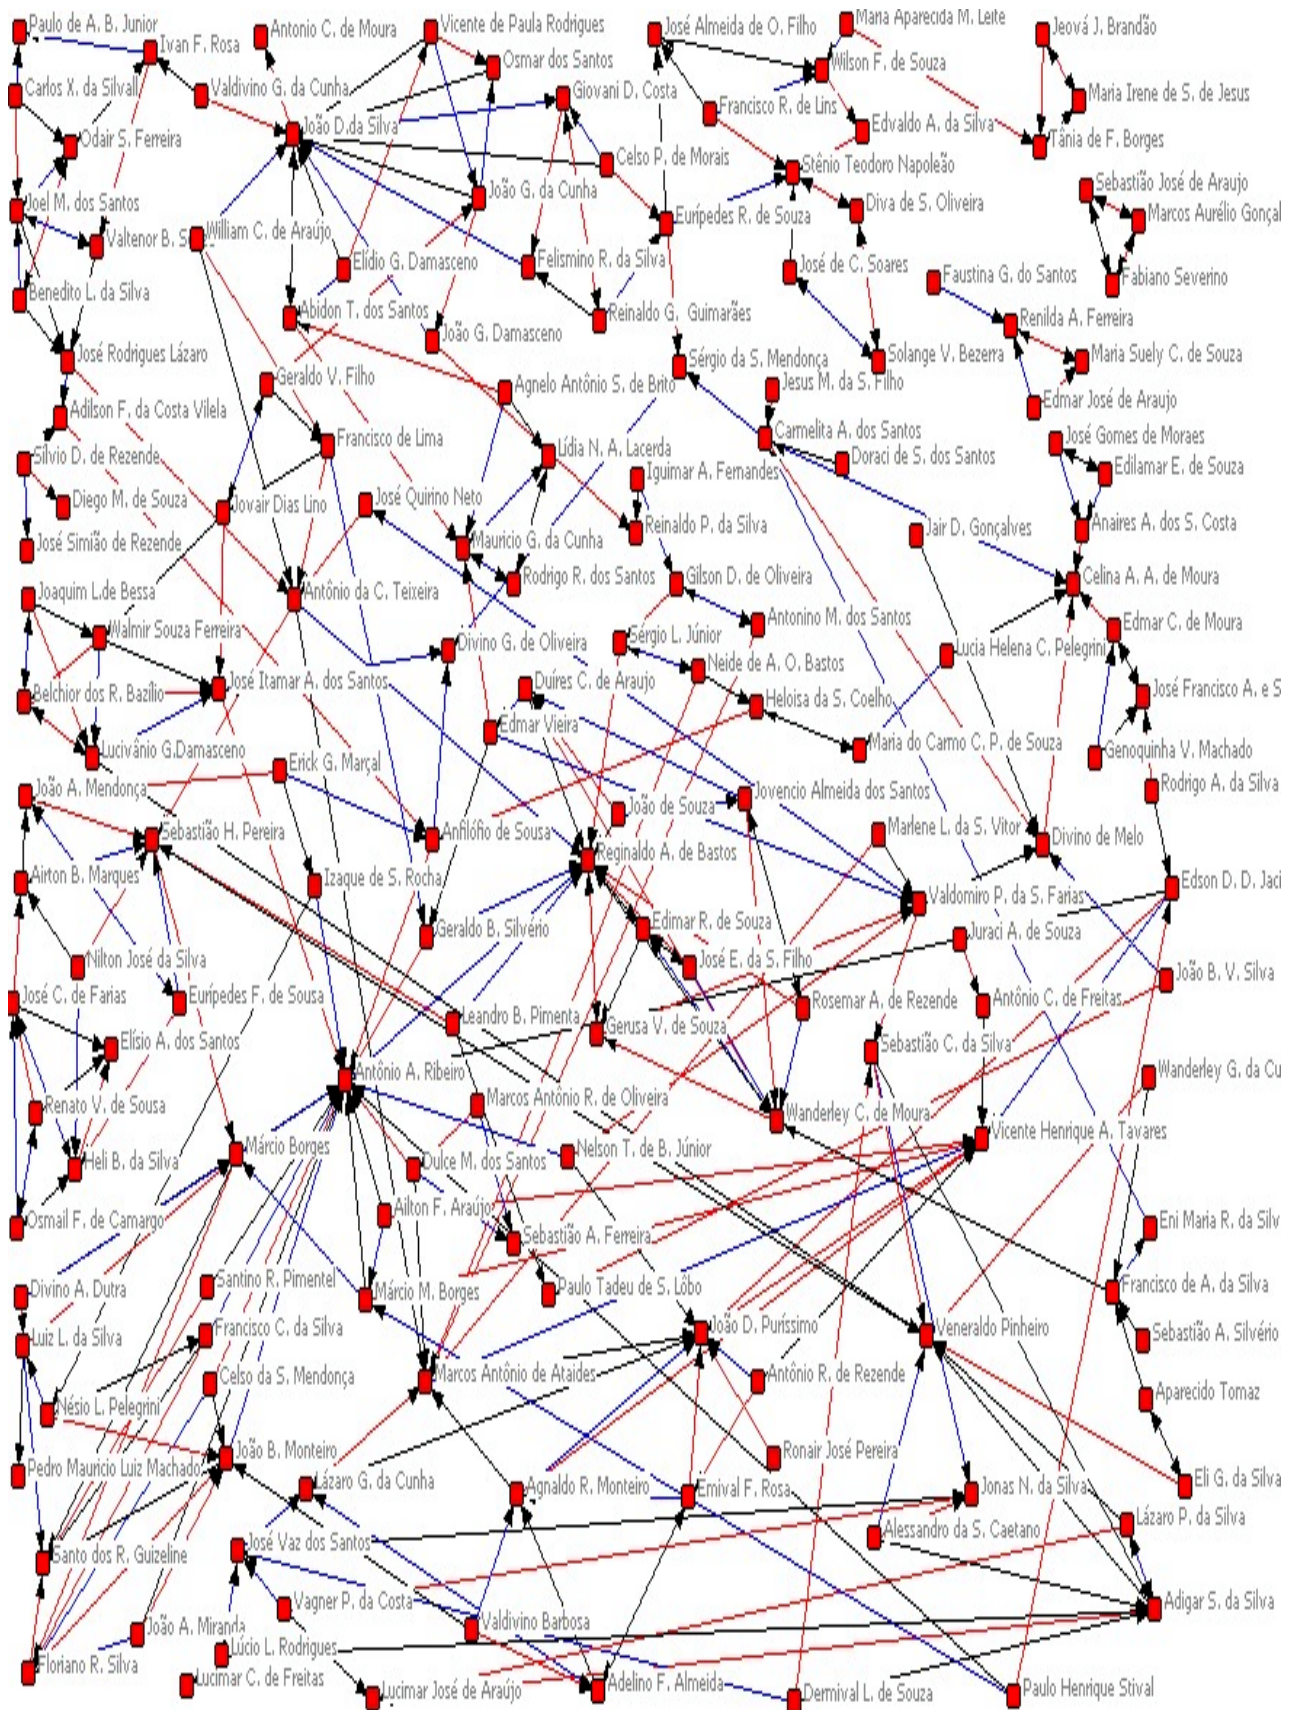 Paulo de A. B. Junior
Ivan F. Rosa
Antonio C. de Moura
Vicente de Paula Rodrigues
José Almeida de O. Filho
Maria Aparecida M. Leite
Jeová J. Brandão
Osmar dos Santos
Wilson F. de Souza
Carlos X. da Silvall
Valdivino G. da Cunha
Giovani D. Costa
Francisco R. de Lins
Maria Irene S. de Jesus
João D.da Silva
Edvaldo A. da Silva
Odair S. Ferreira
Tânia de F. Borges
Celso P. de Morais
Stênio Teodoro Napoleão
João G. da Cunha
Sebastião José de Araujo
Joel M. dos Santos
Diva de S. Oliveira
Marcos Aurélio Gonçal
Eurípedes R. de Souza
William C. de Araújo
Valtenor B.
Elídio G. Damasceno
Felismino R. da Silva
José de C. Soares
Faustina G. do Santos
Fabiano Severino
Benedito L. da Silva
Abidon T. dos Santos
Reinaldo G. Guimarães
Renilda A. Ferreira
João G. Damasceno
José Rodrigues Lázaro
Sérgio da S. Mendonça
Solange V. Bezerra
Maria Suely C. de Souza
Geraldo V. Filho
Agnelo Antônio S. de Brito
Jesus M. da S. Filho
Edmar José de Araujo
Adilson F. da Costa Vilela
Francisco de Lima
Carmelita A. dos Santos
José Gomes de Moraes
Silvio D. de Rezende
Lídia N. A. Lacerda
Doraci de S. dos Santos
Edilamar E. de Souza
Iguimar A. Fernandes
Diego M. de Souza
Jovair Dias Lino
José Quirino Neto
Reinaldo P. da Silva
Jair D. Gonçalves
Anaires A. dos S. Costa
José Simião de Rezende
Mauricio G. da Cunha
Rodrigo R. dos Santos
Gilson D. de Oliveira
Celina A. A. de Moura
Joaquim L.de Bessa
Antônio da C. Teixeira
Antonino M. dos Santos
Edmar C. de Moura
Walmir Souza Ferreira
Divino G. de Oliveira
Sérgio L. Júnior
Lucia Helena C. Pelegrini
Neide de A. O. Bastos
Belchior dos R. Bazílio
José Itamar A. dos Santos
Duíres C. de Araujo
Heloisa da S. Coelho
José Francisco A. e S
Edmar Vieira
Maria do Carmo C. P. de Souza
Lucivânio G.Damasceno
Genoquinha V. Machado
Erick G. Marçal
João A. Mendonça
João de Souza
Jovencio Almeida dos Santos
Rodrigo A. da Silva
Sebastião H. Pereira
Anfilófio de Sousa
Marlene L. da S. Vitor
Divino de Melo
Reginaldo A. de Bastos
Airton B. Marques
Izaque de S. Rocha
Valdomiro P. da S. Farias
Edson D. D. Jaci
Geraldo B. Silvério
Edimar R. de Souza
Juraci A. de Souza
Nilton José da Silva
José E. da S. Filho
João B. V. Silva
José C. de Farias
Eurípedes F. de Sousa
Rosemar A. de Rezende
Antônio C. de Freitas
Leandro B. Pimenta
Gerusa V. de Souza
Elísio A. dos Santos
Sebastião C. da Silva
Antônio A. Ribeiro
Wanderley G. da Cu
Renato V. de Sousa
Marcos Antônio R. de Oliveira
Wanderley C. de Moura
Vicente Henrique A. Tavares
Heli B. da Silva
Márcio Borges
Dulce M. dos Santos
Nelson T. de B. Júnior
Osmail F. de Camargo
Ailton F. Araújo
Sebastião A. Ferreira
Eni Maria R. da Silv
Divino A. Dutra
Santino R. Pimentel
Márcio M. Borges
Paulo Tadeu de S. Lôbo
Francisco de A. da Silva
Luiz L. da Silva
Francisco C. da Silva
João D. Puríssimo
Veneraldo Pinheiro
Sebastião A. Silvério
Celso da S. Mendonça
Marcos Antônio de Ataides
Antônio R. de Rezende
Aparecido Tomaz
Nésio L. Pelegrini
Pedro Mauricio Luiz Machado
João B. Monteiro
Ronair José Pereira
Lázaro G. da Cunha
Agnaldo R. Monteiro
Emival F. Rosa
Jonas N. da Silva
Eli G. da Silva
Lázaro P. da Silva
Alessandro da S. Caetano
Santo dos R. Guizeline
José Vaz dos Santos
Vagner P. da Costa
Valdivino Barbosa
Adigar S. da Silva
João A. Miranda
Lúcio L. Rodrigues
Floriano R. Silva
Lucimar C. de Freitas
Lucimar José de Araújo
Adelino F. Almeida
Dermival L. de Souza
Paulo Henrique Stival